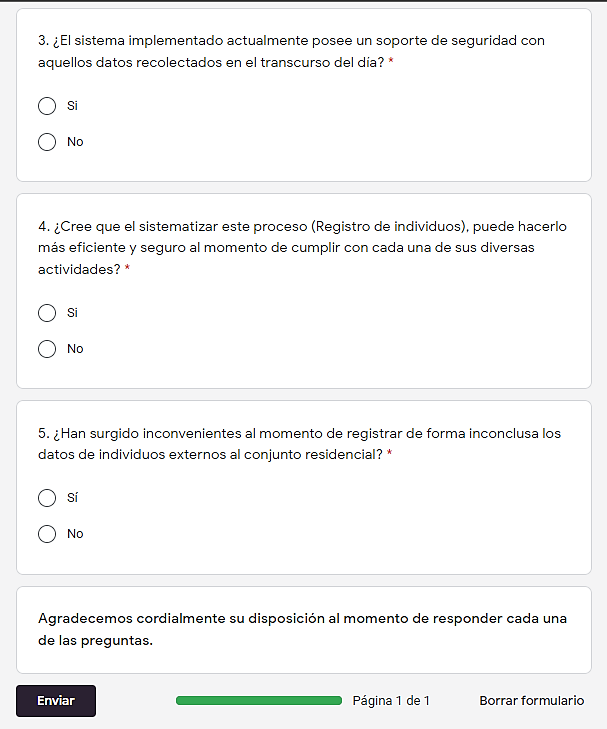 3. ¿El sistema implementado actualmente posee un soporte de seguridad con
aquellos datos recolectados en el transcurso del día? *
Si
No
4. ¿Cree que el sistematizar este proceso (Registro de individuos), puede hacerlo
más eficiente y seguro al momento de cumplir con cada una de sus diversas
actividades? *
Si
No
5. ¿Han surgido inconvenientes al momento de registrar de forma inconclusa los
datos de individuos externos al conjunto residencial? *
Sí
No
Agradecemos cordialmente su disposición al momento de responder cada una
de las preguntas.
Enviar
Página 1 de 1
Borrar formulario